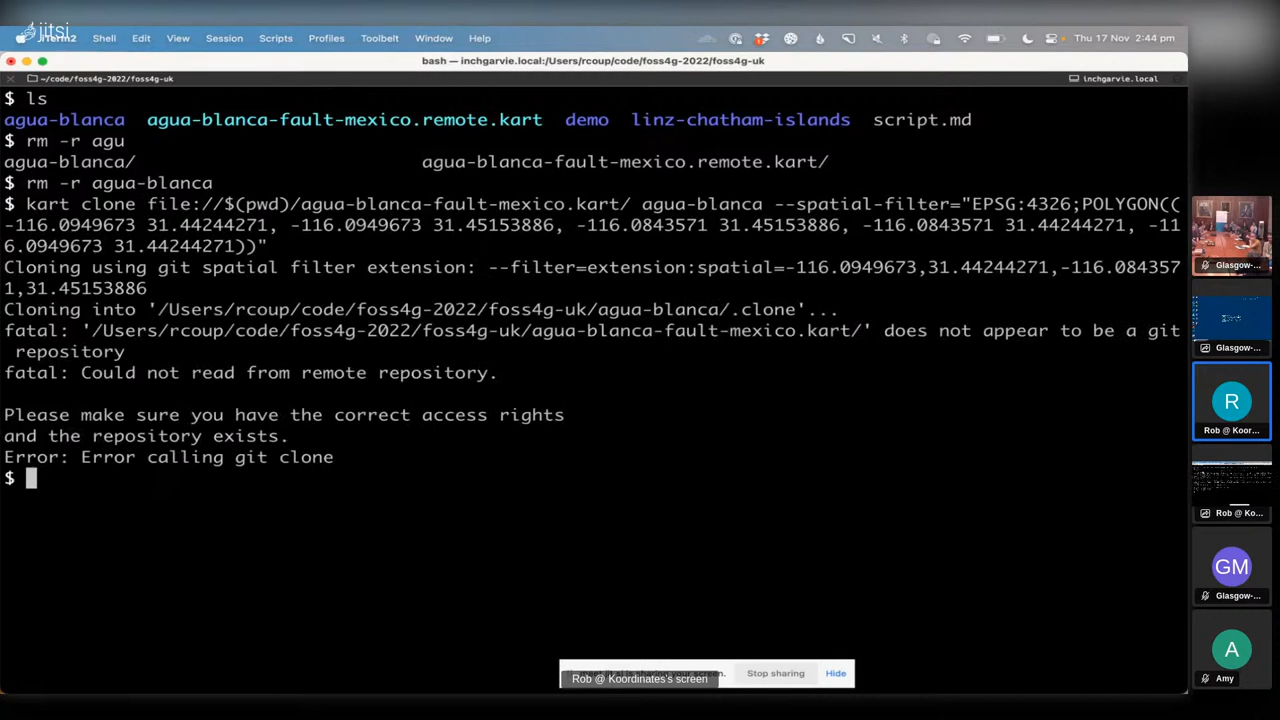 jitsi
iTerm2 Shell Edit View Session Scripts Profiles Toolbelt Window Help Thu 17 Nov 2:44 pm
bash — inchgarvie.local:/Users/rcoup/code/foss4g-2022/foss4g-uk
~/code/foss4g-2022/foss4g-uk inchgarvie.local
$ ls
agua-blanca agua-blanca-fault-mexico.remote.kart demo linz-chatham-islands script.md
$ rm -r agu
agua-blanca/ agua-blanca-fault-mexico.remote.kart/
$ rm -r agua-blanca
$ kart clone file://$(pwd)/agua-blanca-fault-mexico.kart/ agua-blanca --spatial-filter="EPSG:4326;POLYGON((
-116.0949673 31.44244271, -116.0949673 31.45153886, -116.0843571 31.45153886, -116.0843571 31.44244271, -11
6.0949673 31.44244271))"
Cloning using git spatial filter extension: --filter=extension:spatial=-116.0949673,31.44244271,-116.084357
1,31.45153886
Cloning into '/Users/rcoup/code/foss4g-2022/foss4g-uk/agua-blanca/.clone'...
fatal: '/Users/rcoup/code/foss4g-2022/foss4g-uk/agua-blanca-fault-mexico.kart/' does not appear to be a git
repository
fatal: Could not read from remote repository.
Please make sure you have the correct access rights
and the repository exists.
Error: Error calling git clone
$
Glasgow-...
Glasgow-...
R
Rob @ Koor...
Rob @ Ko...
GM
Glasgow-...
A
Amy
is sharing your screen. Stop sharing Hide
Rob @ Koordinates's screen